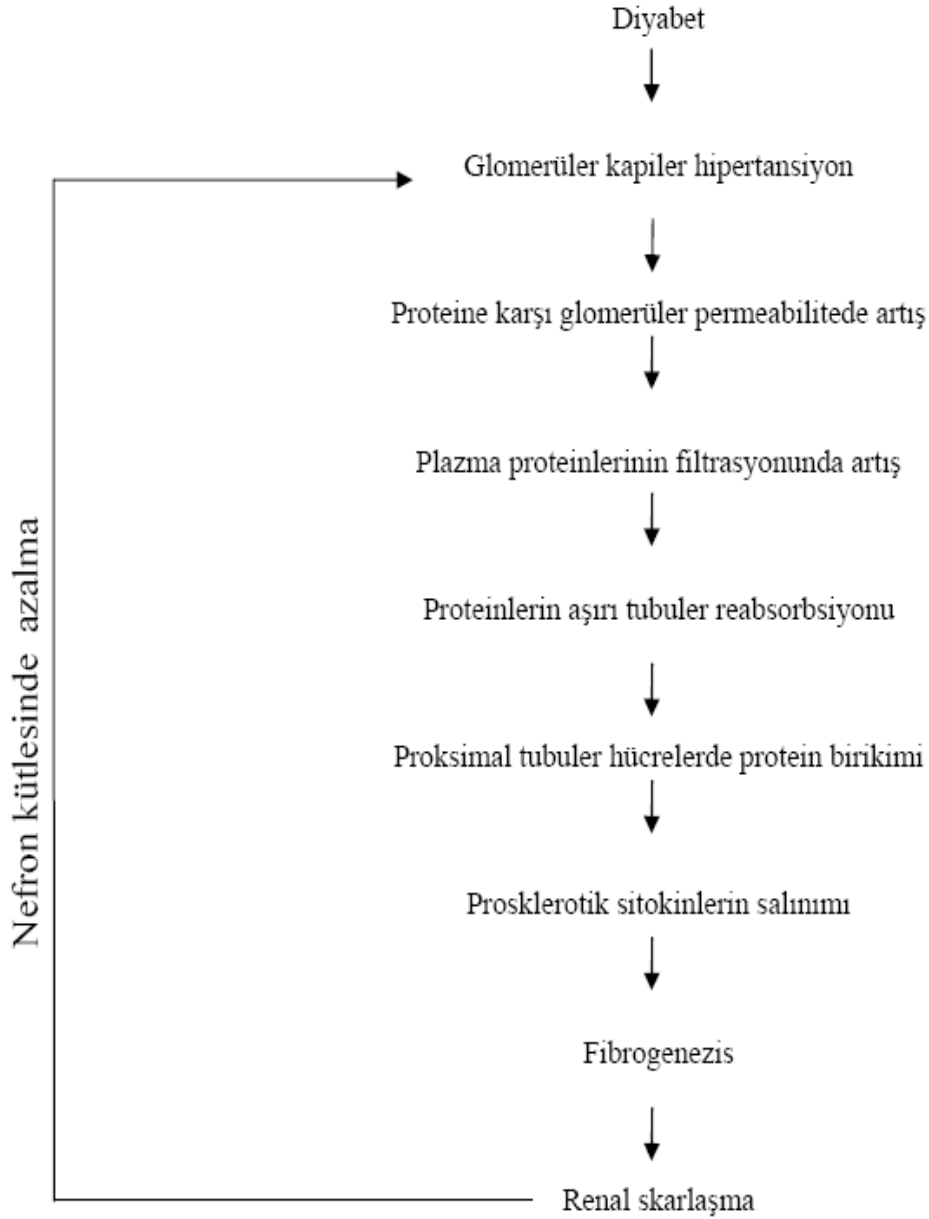 Diyabet
Glomerüler kapiler hipertansiyon
Proteine karşı glomerüler permeabilitede artış
Plazma proteinlerinin filtrasyonunda artış
Proteinlerin aşırı tubuler reabsorbsiyonu
Proksimal tubuler hücrelerde protein birikimi
Prosklerotik sitokinlerin salınımı
Fibrogenezis
Renal skarlaşma
Nefron kütlesinde azalma